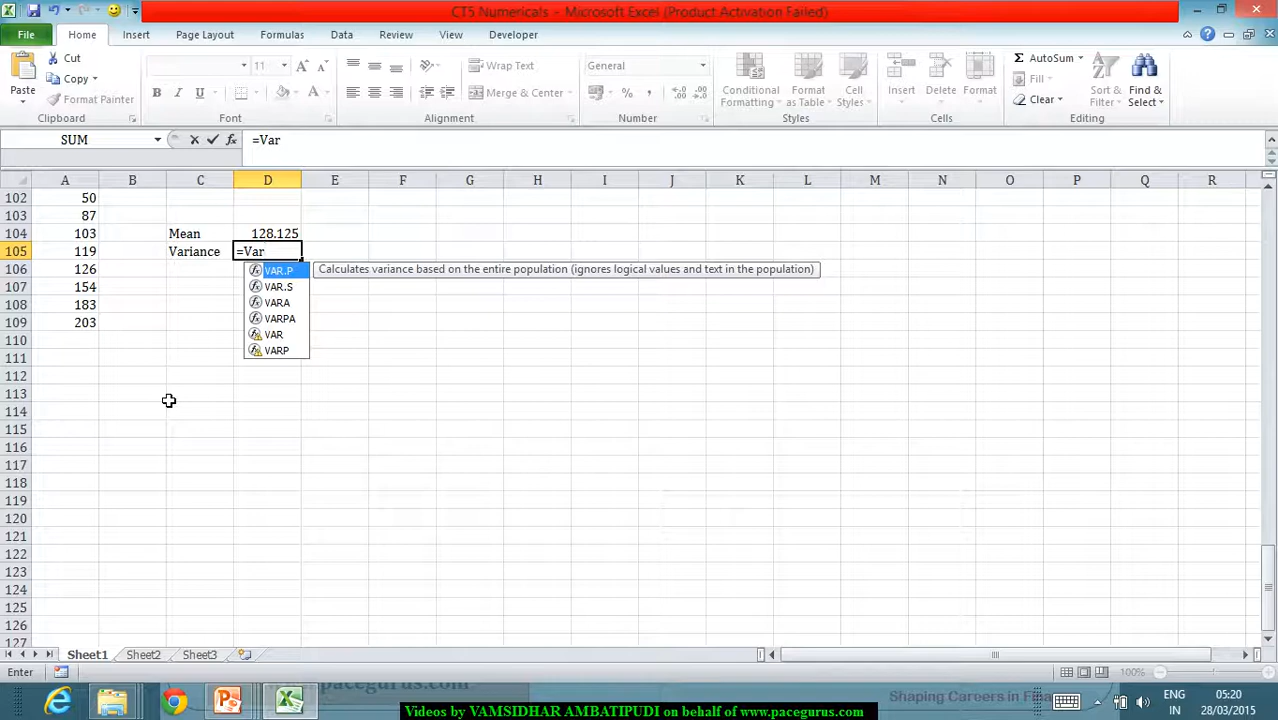 CT5 Numericals - Microsoft Excel (Product Activation Failed)
File Home Insert Page Layout Formulas Data Review View Developer
Paste
Cut
Copy
Format Painter
Clipboard
11
Font
Wrap Text
Merge & Center
Alignment
General
Number
Conditional Formatting
Format as Table
Cell Styles
Styles
Insert Delete Format
Cells
AutoSum
Fill
Clear
Sort & Filter
Find & Select
Editing
SUM =Var
A B C D E F G H I J K L M N O P Q R
102 50
103 87
104 103 Mean 128.125
105 119 Variance =Var
106 126
107 154
108 183
109 203
110
111
112
113
114
115
116
117
118
119
120
121
122
123
124
125
126
127
VAR.P Calculates variance based on the entire population (ignores logical values and text in the population)
VAR.S
VARA
VARPA
VAR
VARP
Sheet1 Sheet2 Sheet3
Enter 100%
pacegurus.com
Shaping Careers in Fin
ENG 05:20
IN 28/03/2015
Videos by VAMSIDHAR AMBATIPUDI on behalf of www.pacegurus.com